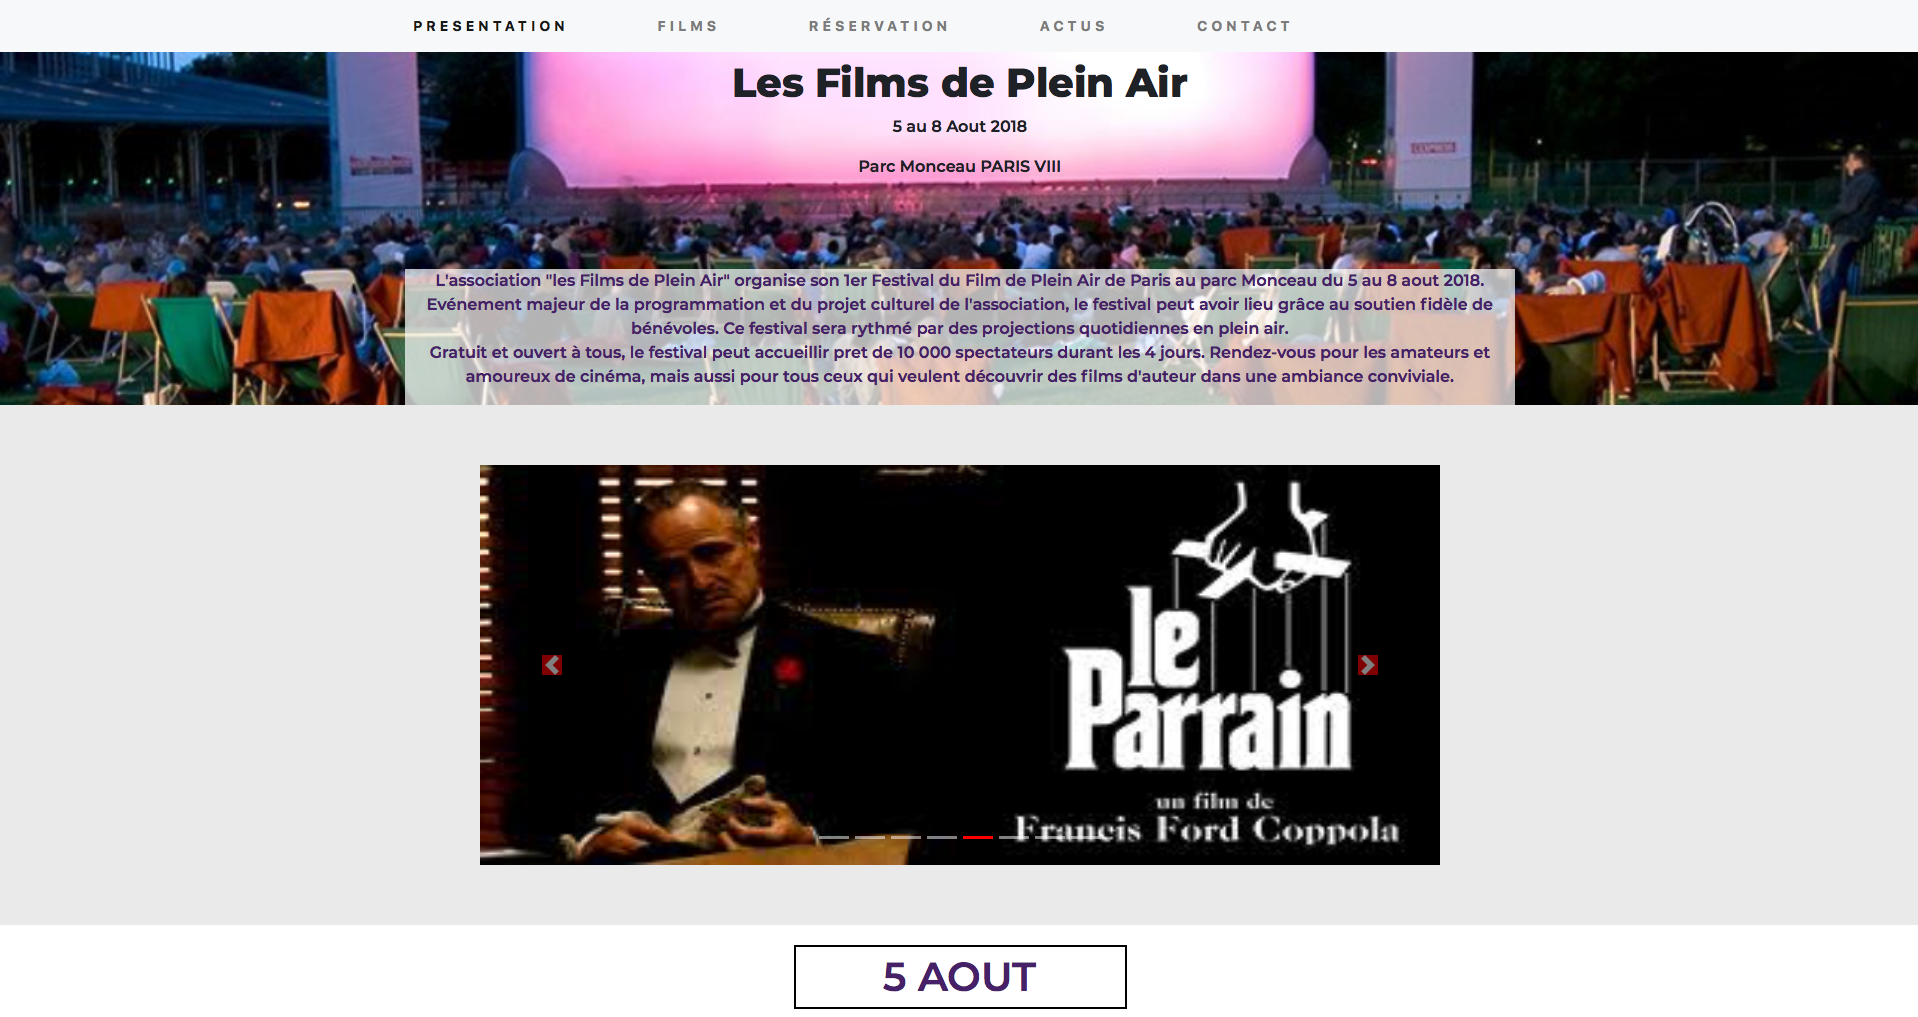 PRESENTATION FILMS RÉSERVATION ACTUS CONTACT
Les Films de Plein Air
5 au 8 Aout 2018
Parc Monceau PARIS VIII
L'association "les Films de Plein Air" organise son 1er Festival du Film de Plein Air de Paris au parc Monceau du 5 au 8 aout 2018.
Evénement majeur de la programmation et du projet culturel de l'association, le festival peut avoir lieu grâce au soutien fidèle de
bénévoles. Ce festival sera rythmé par des projections quotidiennes en plein air.
Gratuit et ouvert à tous, le festival peut accueillir pret de 10 000 spectateurs durant les 4 jours. Rendez-vous pour les amateurs et
amoureux de cinéma, mais aussi pour tous ceux qui veulent découvrir des films d'auteur dans une ambiance conviviale.
le
Parrain
un film de
Francis Ford Coppola
5 AOUT